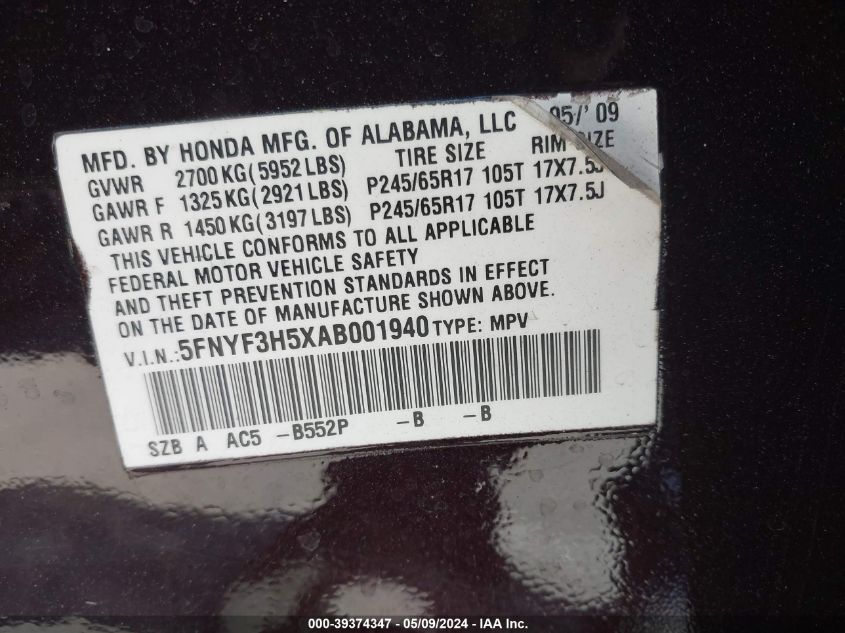 MFD. BY HONDA MFG. OF ALABAMA, LLC 05/'09
GVWR 2700 KG(5952 LBS) TIRE SIZE RIM SIZE
GAWR F 1325 KG(2921 LBS) P245/65R17 105T 17X7.5J
GAWR R 1450 KG(3197 LBS) P245/65R17 105T 17X7.5J
THIS VEHICLE CONFORMS TO ALL APPLICABLE
FEDERAL MOTOR VEHICLE SAFETY
AND THEFT PREVENTION STANDARDS IN EFFECT
ON THE DATE OF MANUFACTURE SHOWN ABOVE.
V.I.N.:5FNYF3H5XAB001940 TYPE: MPV
SZB A AC5 -B552P -B -B
000-39374347 - 05/09/2024 - IAA Inc.